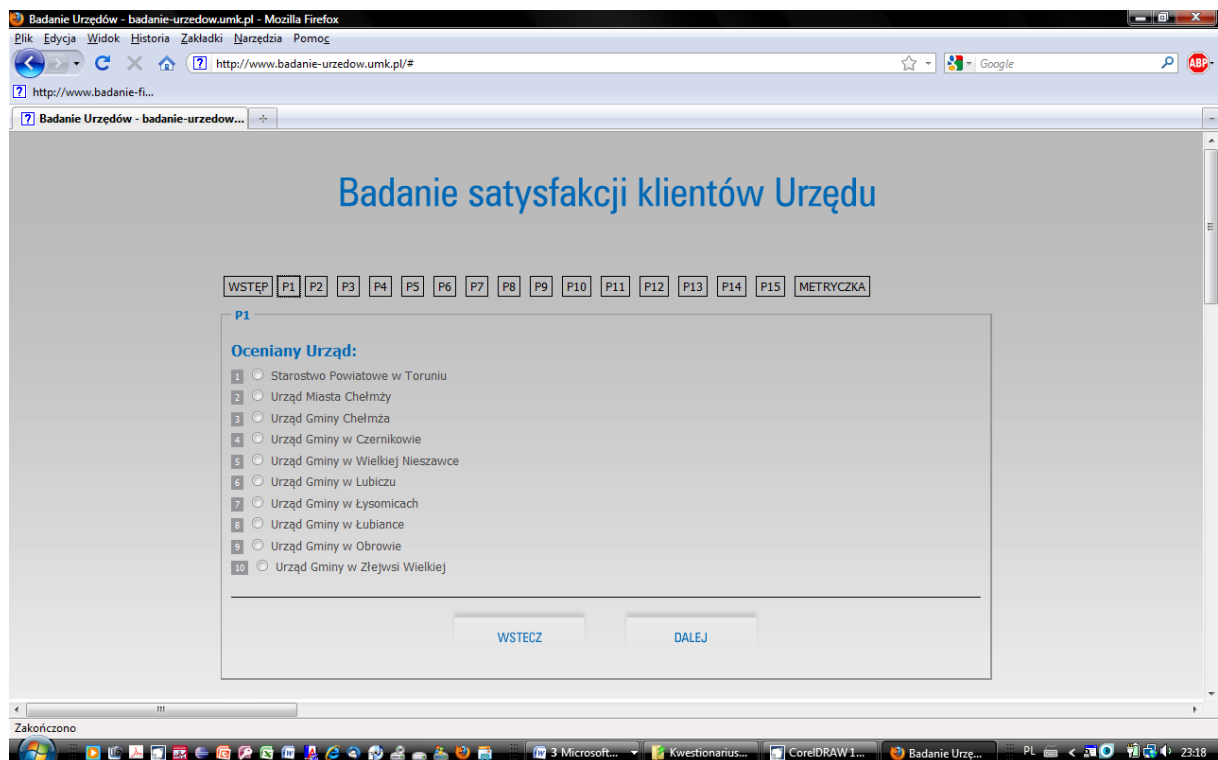 Badanie Urzędów - badanie-urzedow.umk.pl - Mozilla Firefox
Plik Edycja Widok Historia Zakładki Narzędzia Pomoc
http://www.badanie-urzedow.umk.pl/#
Google
ABP
http://www.badanie-fi...
Badanie Urzędów - badanie-urzedow...
Badanie satysfakcji klientów Urzędu
WSTĘP P1 P2 P3 P4 P5 P6 P7 P8 P9 P10 P11 P12 P13 P14 P15 METRYCZKA
P1
Oceniany Urząd:
1 Starostwo Powiatowe w Toruniu
2 Urząd Miasta Chełmży
3 Urząd Gminy Chełmża
4 Urząd Gminy w Czernikowie
5 Urząd Gminy w Wielkiej Nieszawce
6 Urząd Gminy w Lubiczu
7 Urząd Gminy w Łysomicach
8 Urząd Gminy w Łubiance
9 Urząd Gminy w Obrowie
10 Urząd Gminy w Złejwsi Wielkiej
WSTECZ DALEJ
Zakończono
3 Microsoft... Kwestionarius... CorelDRAW 1... Badanie Urzę... PL 23:18